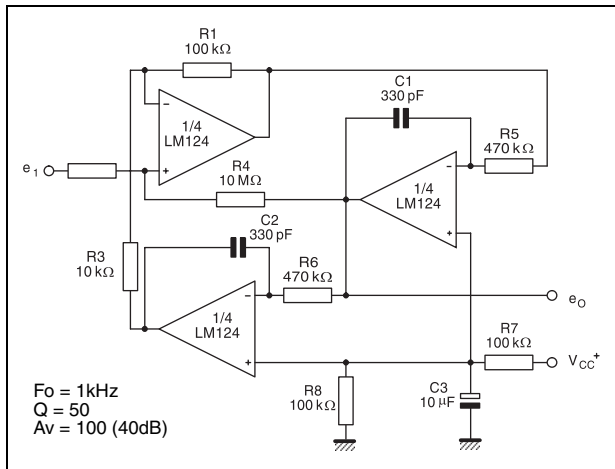 R1
100 kΩ
C1
330 pF
1/4
LM124
R5
470 kΩ
e1
R4
10 MΩ
1/4
LM124
C2
330 pF
R3
10 kΩ
R6
470 kΩ
1/4
LM124
eO
R7
100 kΩ
VCC+
R8
100 kΩ
C3
10 µF
Fo = 1kHz
Q = 50
Av = 100 (40dB)